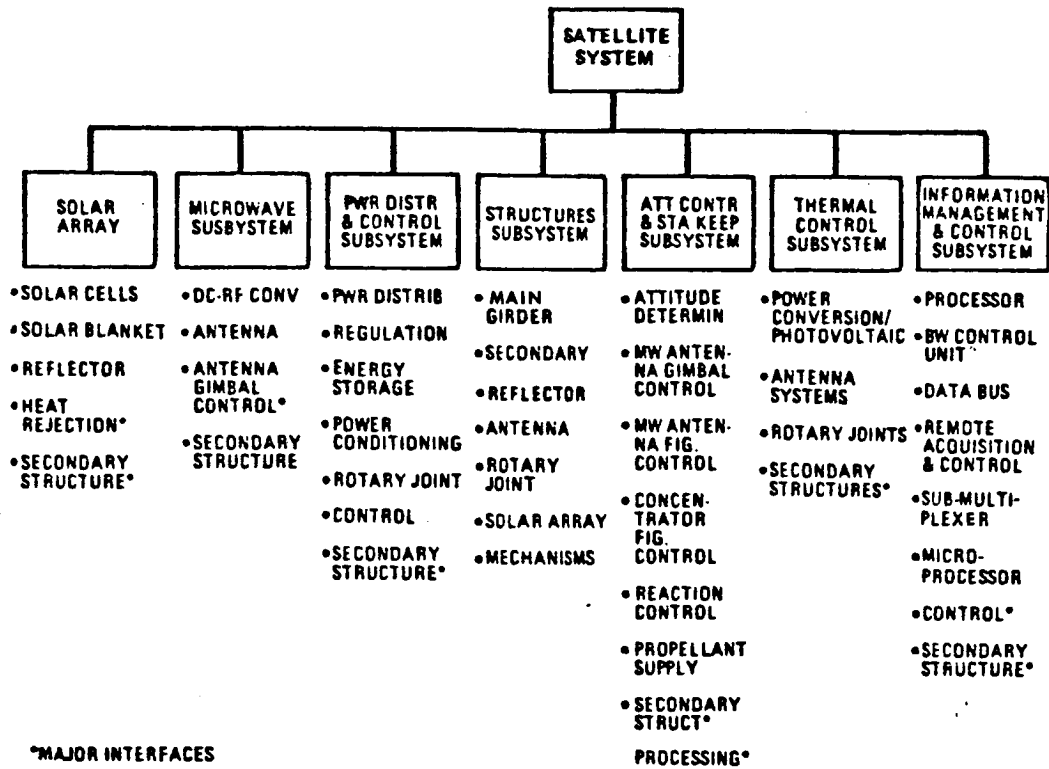 SATELLITE
SYSTEM
SOLAR
ARRAY
•SOLAR CELLS
•SOLAR BLANKET
•REFLECTOR
•HEAT
REJECTION*
•SECONDARY
STRUCTURE*
MICROWAVE
SUSBYSTEM
•DC-RF CONV
•ANTENNA
•ANTENNA
GIMBAL
CONTROL*
•SECONDARY
STRUCTURE
PWR DISTR
& CONTROL
SUBSYSTEM
•PWR DISTRIB
•REGULATION
•ENERGY
STORAGE
•POWER
CONDITIONING
•ROTARY JOINT
•CONTROL
•SECONDARY
STRUCTURE*
STRUCTURES
SUBSYSTEM
•MAIN
GIRDER
•SECONDARY
•REFLECTOR
•ANTENNA
•ROTARY
JOINT
•SOLAR ARRAY
•MECHANISMS
ATT CONTR
& STA KEEP
SUBSYSTEM
•ATTITUDE
DETERMIN
•MW ANTEN-
NA GIMBAL
CONTROL
•MW ANTEN-
NA FIG.
CONTROL
•CONCEN-
TRATOR
FIG.
CONTROL
•REACTION
CONTROL
•PROPELLANT
SUPPLY
•SECONDARY
STRUCT*
PROCESSING*
THERMAL
CONTROL
SUBSYSTEM
•POWER
CONVERSION/
PHOTOVOLTAIC
•ANTENNA
SYSTEMS
•ROTARY JOINTS
•SECONDARY
STRUCTURES*
INFORMATION
MANAGEMENT
& CONTROL
SUBSYSTEM
•PROCESSOR
•BW CONTROL
UNIT
•DATA BUS
•REMOTE
ACQUISITION
& CONTROL
•SUB-MULTI-
PLEXER
•MICRO-
PROCESSOR
•CONTROL*
•SECONDARY
STRUCTURE*
*MAJOR INTERFACES